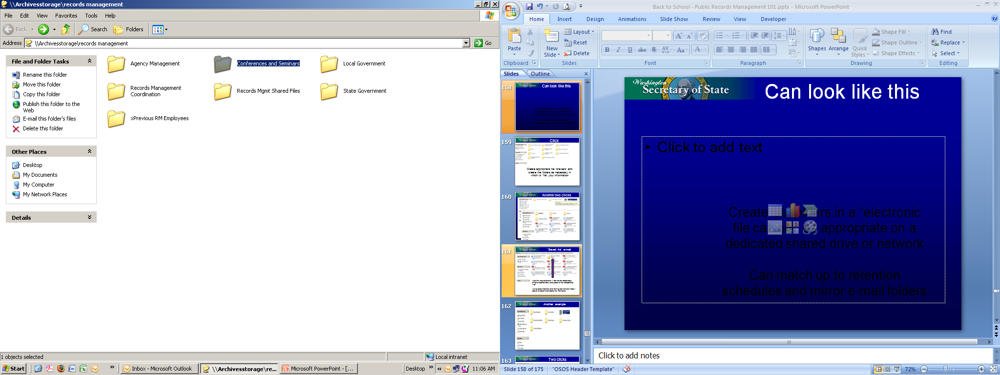 \\Archivesstorage\records management
File Edit View Favorites Tools Help
Back Search Folders
Address \\Archivesstorage\records management Go
File and Folder Tasks
Rename this folder
Move this folder
Copy this folder
Publish this folder to the
Web
E-mail this folder's files
Delete this folder
Other Places
Desktop
My Documents
My Computer
My Network Places
Details
Agency Management
Conferences and Seminars
Local Government
Records Management
Coordination
Records Mgmt Shared Files
State Government
xPrevious RM Employees
1 objects selected
Local intranet
Start
Inbox - Microsoft Outlook
\\Archivesstorage\re...
Microsoft PowerPoint - [...
Desktop
11:06 AM
Back to School - Public Records Management 101.pptx - Microsoft PowerPoint
Home Insert Design Animations Slide Show Review View Developer
Paste
Clipboard
New
Slide
Layout
Reset
Delete
Slides
B I U abc S AV Aa A
Font
Paragraph
Shapes Arrange Quick
Styles
Shape Fill
Shape Outline
Shape Effects
Drawing
Find
Replace
Select
Editing
Slides Outline
158
Can look like this
159
Click
Create appropriate file "drawers" and
create the folders as necessary in
which to "file" your information
160
Another two clicks
161
"Saved As" e-mail
162
Another example
163
Two clicks
Washington
Secretary of State
Can look like this
• Click to add text
file appropriate on a
dedicated shared drive or network
Can match up to retention
schedules and mirror e-mail folders
Click to add notes
Slide 158 of 175
"OSOS Header Template"
72%